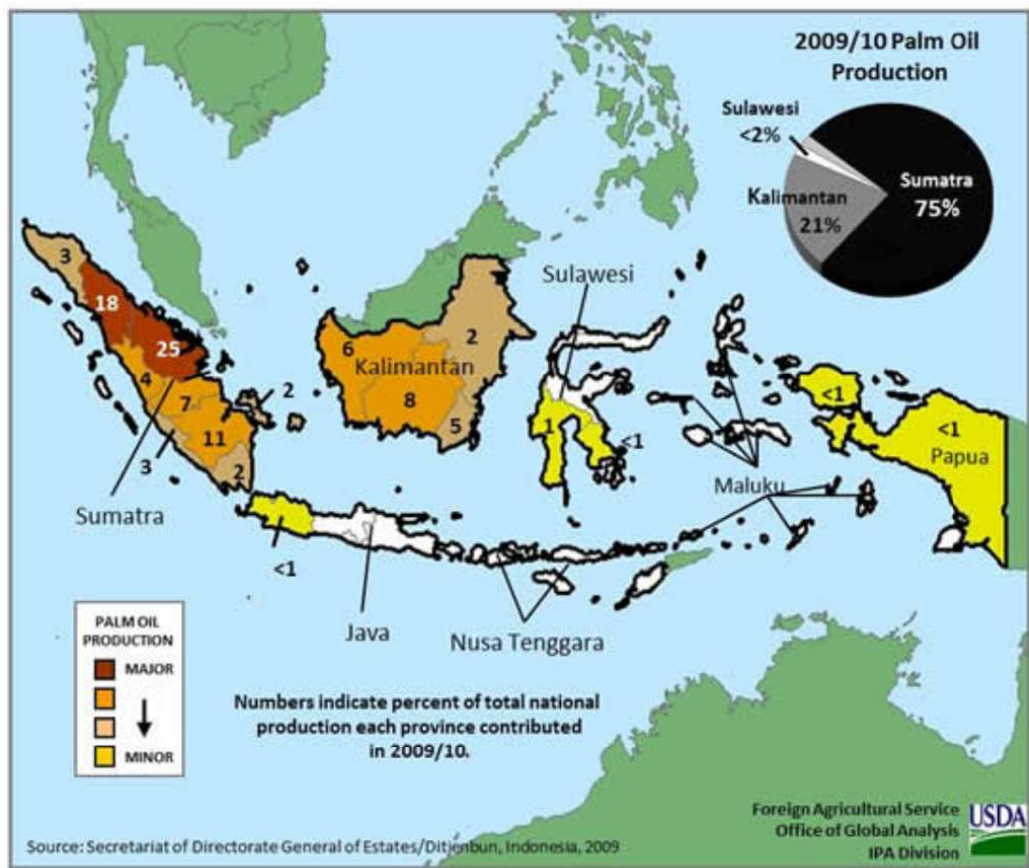 2009/10 Palm Oil
Production
Sulawesi
<2%
Sumatra
75%
Kalimantan
21%
3
18
25
4
7
2
11
3
2
Sumatra
6
Kalimantan
2
8
5
Sulawesi
1
<1
<1
<1
Papua
Maluku
<1
Java
Nusa Tenggara
PALM OIL
PRODUCTION
MAJOR
MINOR
Numbers indicate percent of total national
production each province contributed
in 2009/10.
Foreign Agricultural Service
Office of Global Analysis
IPA Division
USDA
Source: Secretariat of Directorate General of Estates/Ditjenbun, Indonesia, 2009